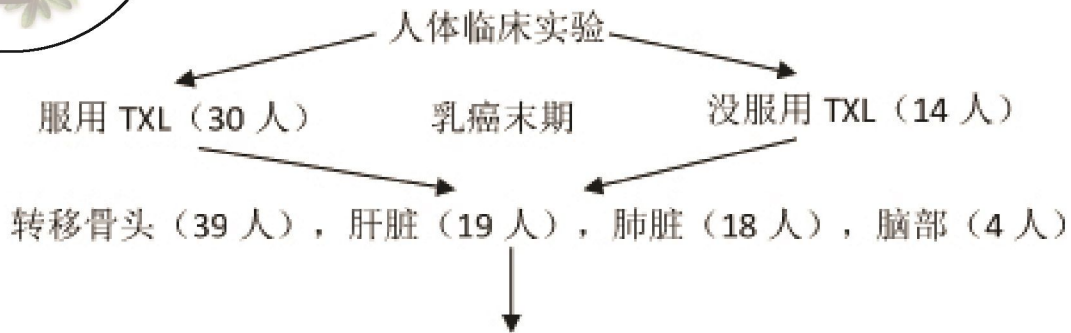 人体临床实验
服用 TXL（30 人） 乳癌末期 没服用 TXL（14 人）
转移骨头（39 人），肝脏（19 人），肺脏（18 人），脑部（4 人）